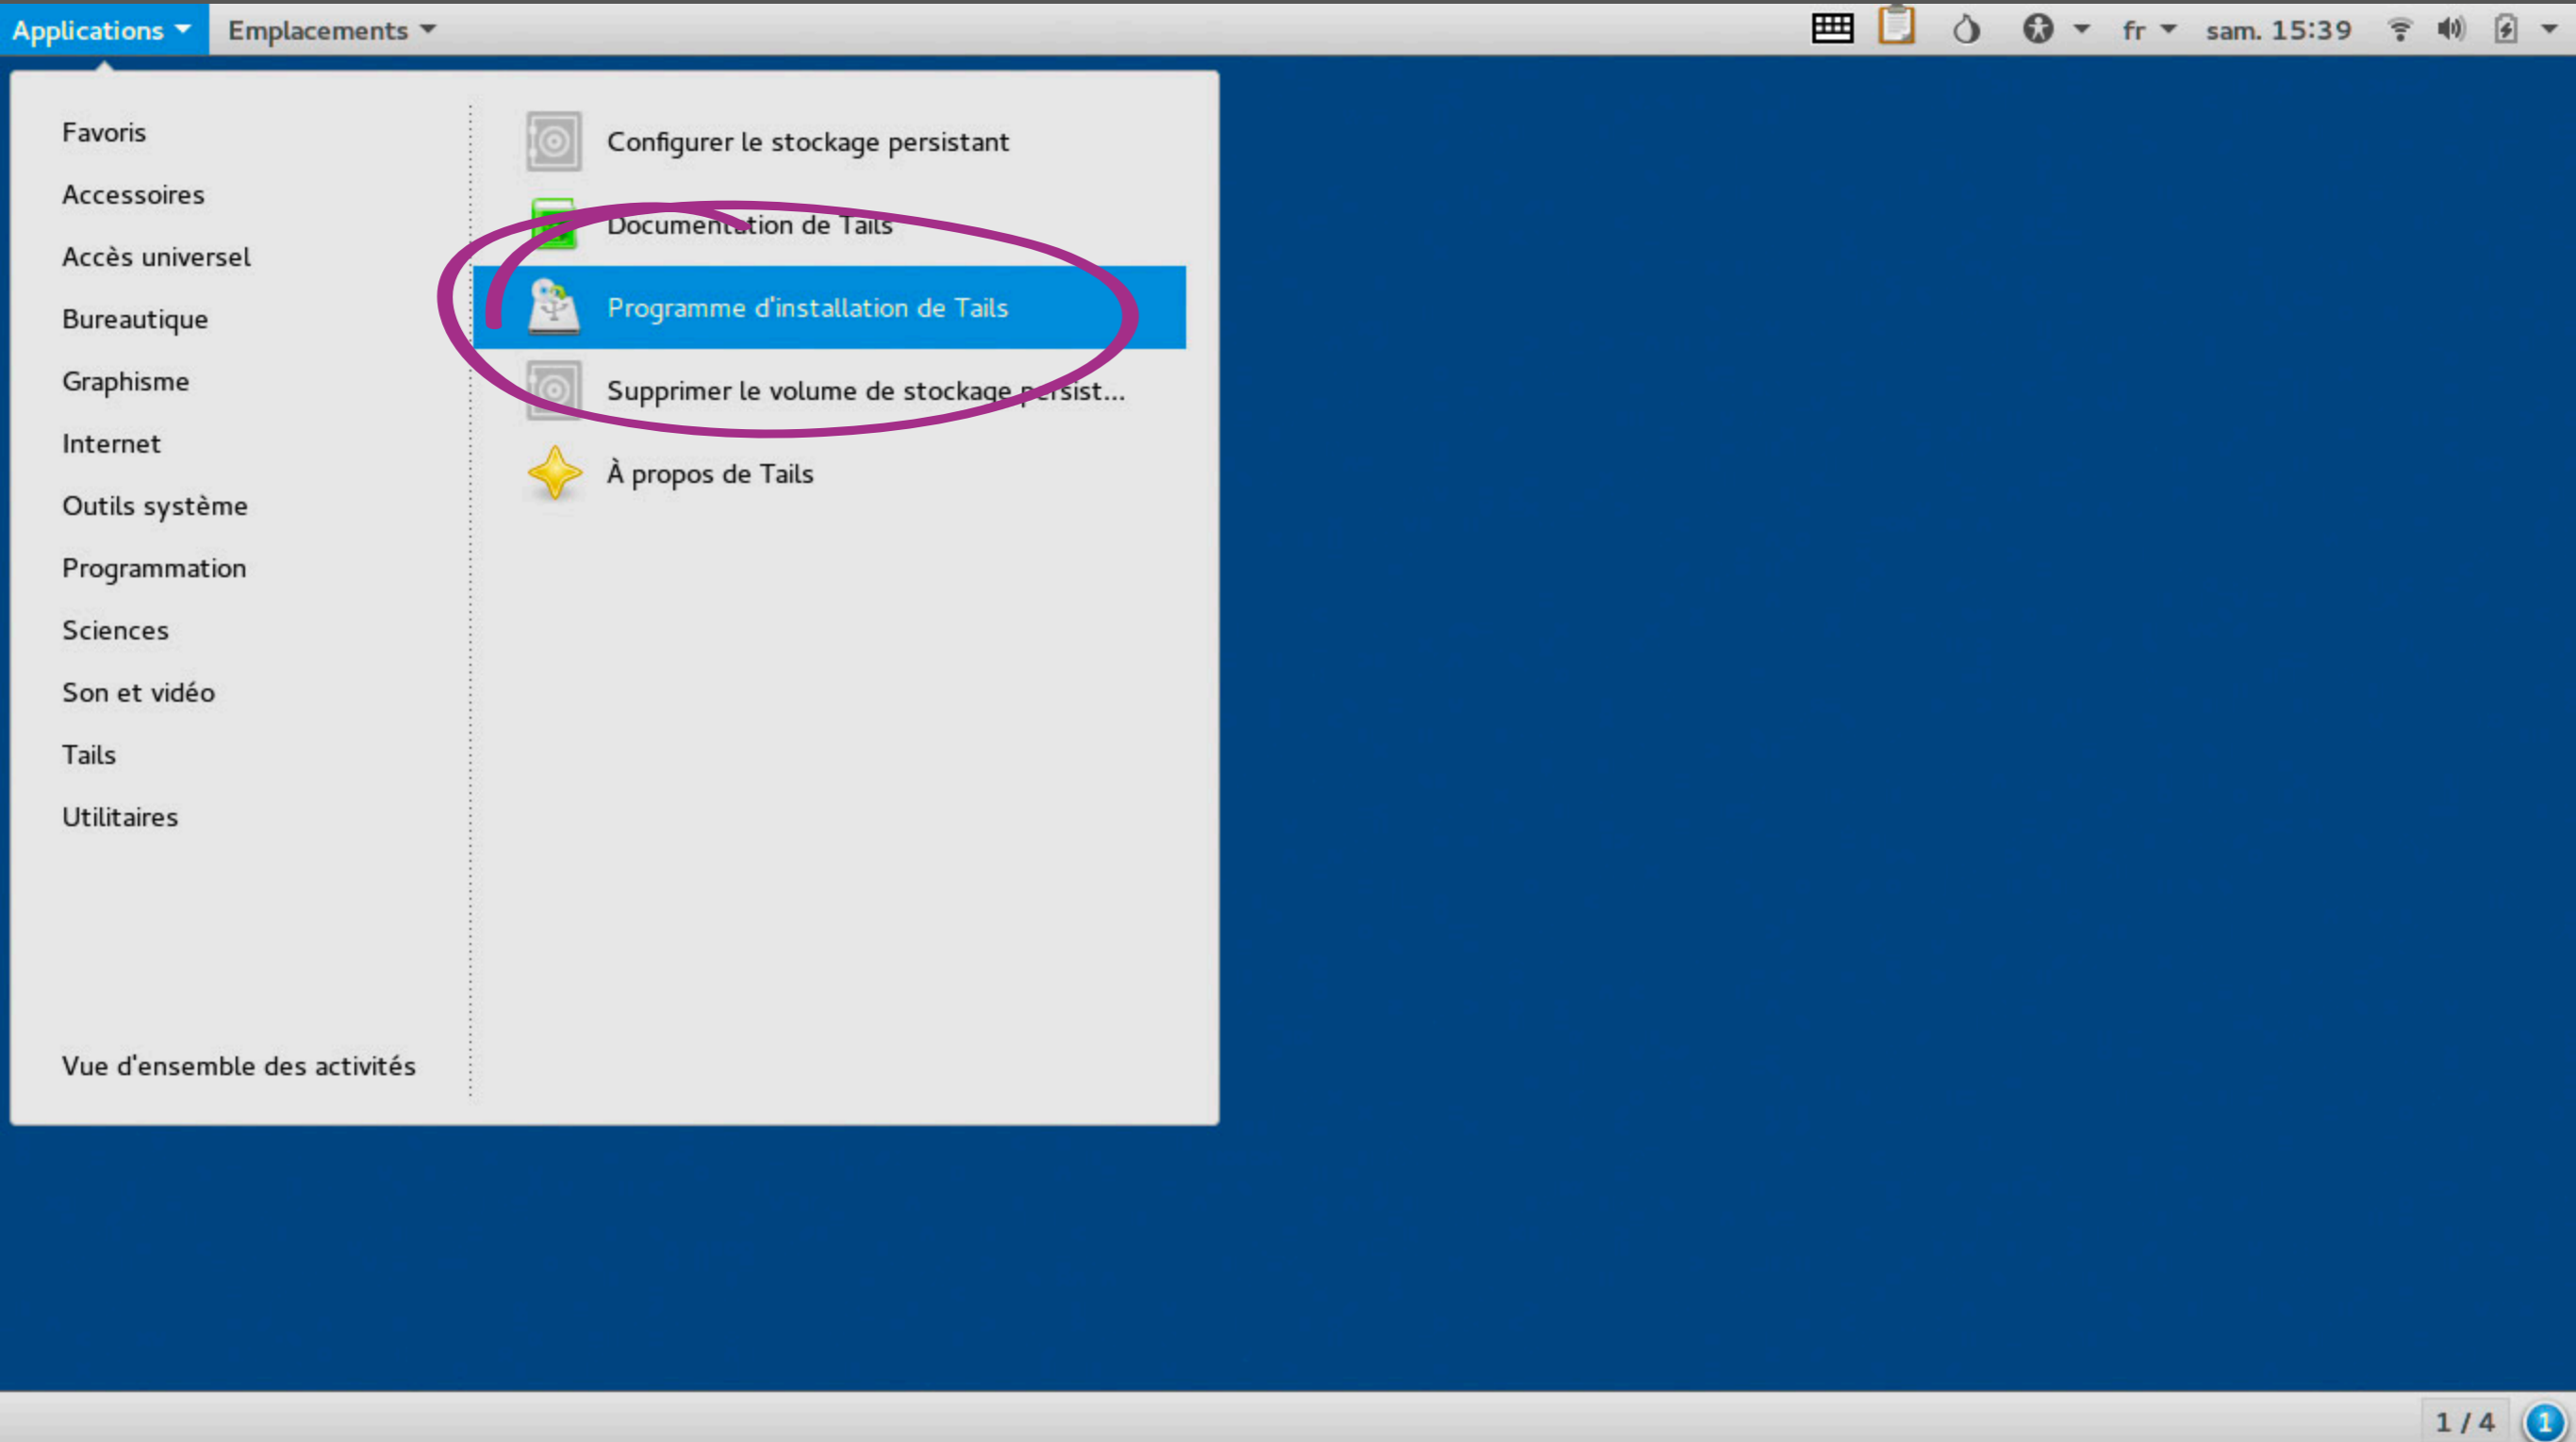 Applications Emplacements fr sam. 15:39
Favoris
Accessoires
Accès universel
Bureautique
Graphisme
Internet
Outils système
Programmation
Sciences
Son et vidéo
Tails
Utilitaires
Vue d'ensemble des activités
Configurer le stockage persistant
Documentation de Tails
Programme d'installation de Tails
Supprimer le volume de stockage persist...
À propos de Tails
1 / 4 1